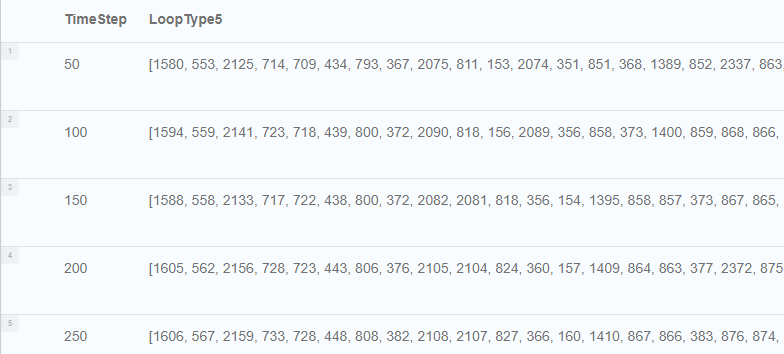 TimeStep LoopType5
1
50 [1580, 553, 2125, 714, 709, 434, 793, 367, 2075, 811, 153, 2074, 351, 851, 368, 1389, 852, 2337, 863
2
100 [1594, 559, 2141, 723, 718, 439, 800, 372, 2090, 818, 156, 2089, 356, 858, 373, 1400, 859, 868, 866,
3
150 [1588, 558, 2133, 717, 722, 438, 800, 372, 2082, 2081, 818, 356, 154, 1395, 858, 857, 373, 867, 865,
4
200 [1605, 562, 2156, 728, 723, 443, 806, 376, 2105, 2104, 824, 360, 157, 1409, 864, 863, 377, 2372, 875
5
250 [1606, 567, 2159, 733, 728, 448, 808, 382, 2108, 2107, 827, 366, 160, 1410, 867, 866, 383, 876, 874,